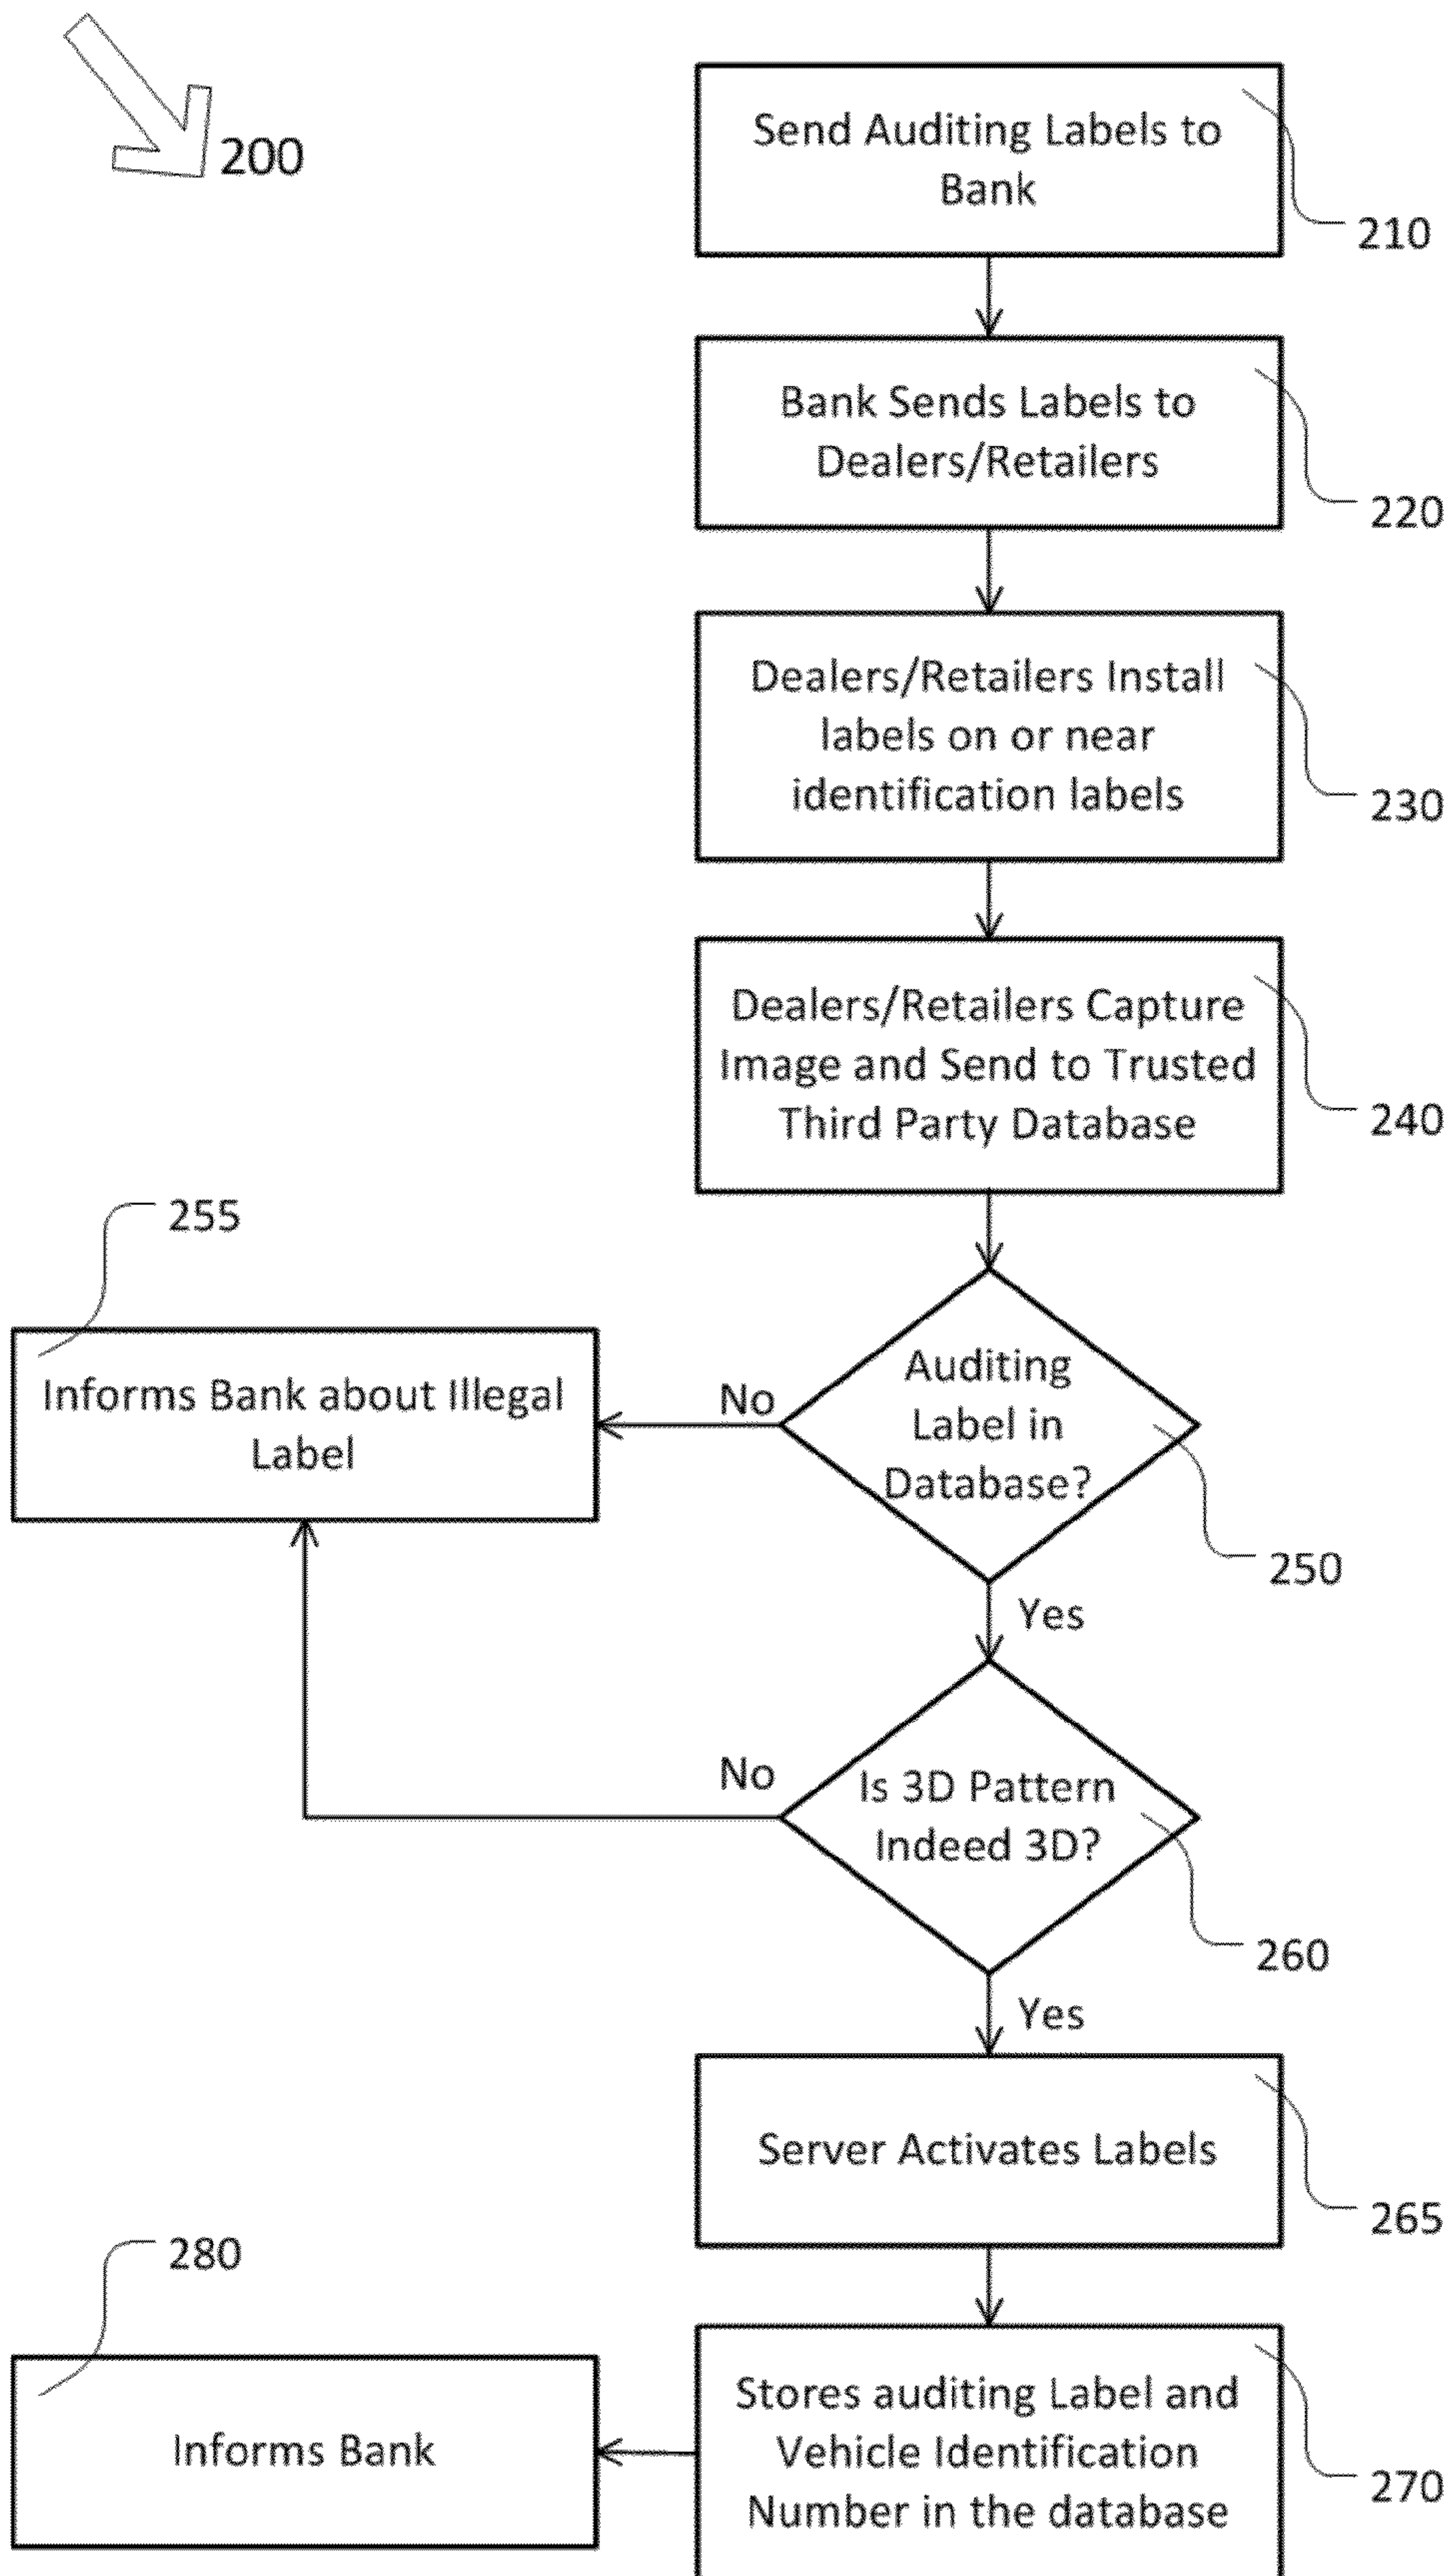 200
Send Auditing Labels to
Bank
210
Bank Sends Labels to
Dealers/Retailers
220
Dealers/Retailers Install
labels on or near
identification labels
230
Dealers/Retailers Capture
Image and Send to Trusted
Third Party Database
240
255
Informs Bank about Illegal
Label
No
Auditing
Label in
Database?
250
Yes
No
Is 3D Pattern
Indeed 3D?
260
Yes
Server Activates Labels
265
280
Informs Bank
Stores auditing Label and
Vehicle Identification
Number in the database
270